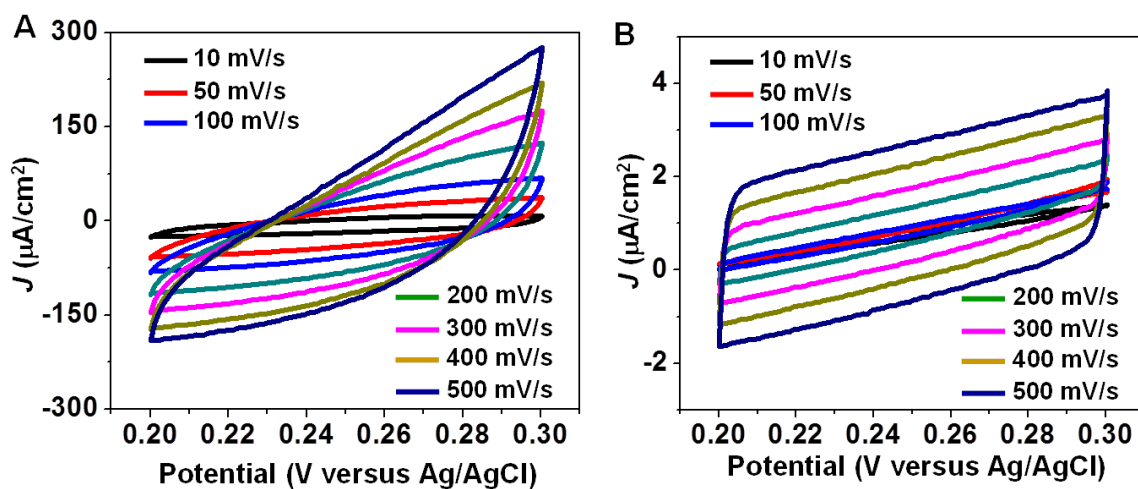 A
300
150
0
-150
-300
J (µA/cm²)
10 mV/s
50 mV/s
100 mV/s
200 mV/s
300 mV/s
400 mV/s
500 mV/s
0.20 0.22 0.24 0.26 0.28 0.30
Potential (V versus Ag/AgCl)
B
4
2
0
-2
J (µA/cm²)
10 mV/s
50 mV/s
100 mV/s
200 mV/s
300 mV/s
400 mV/s
500 mV/s
0.20 0.22 0.24 0.26 0.28 0.30
Potential (V versus Ag/AgCl)